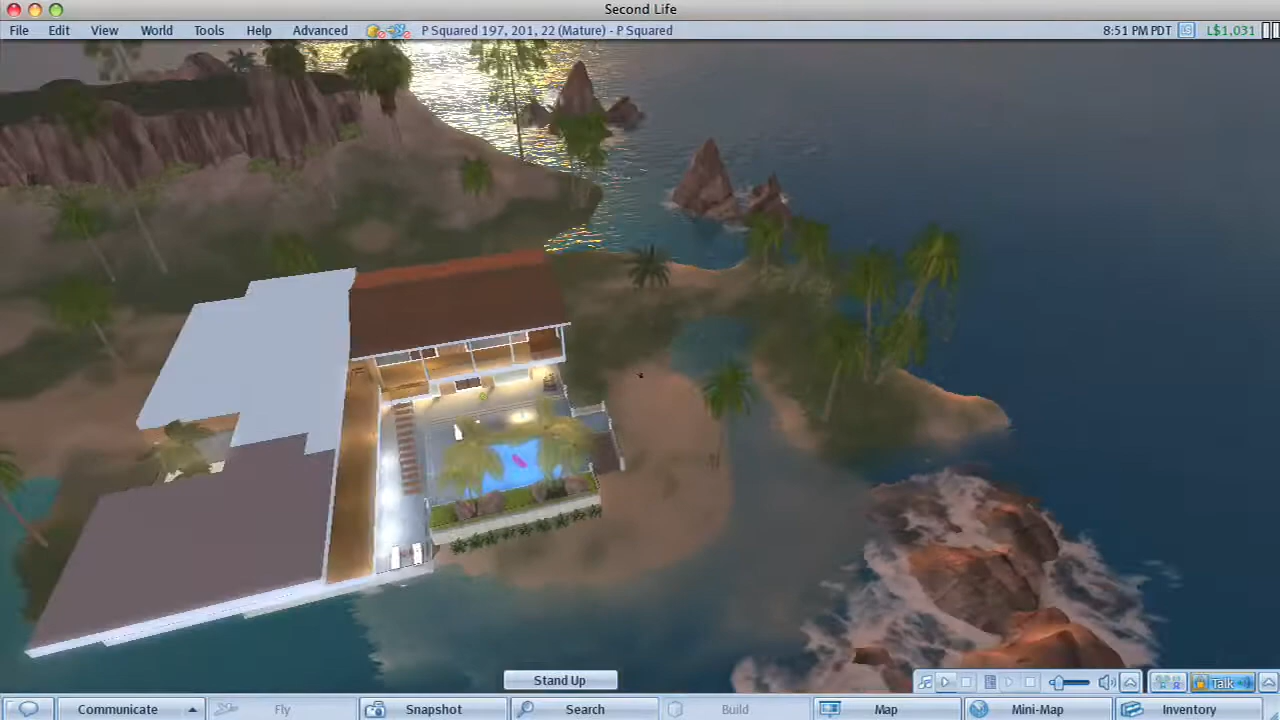 Second Life
File Edit View World Tools Help Advanced P Squared 197, 201, 22 (Mature) - P Squared 8:51 PM PDT L$1,031
Stand Up
Talk
Communicate Fly Snapshot Search Build Map Mini-Map Inventory